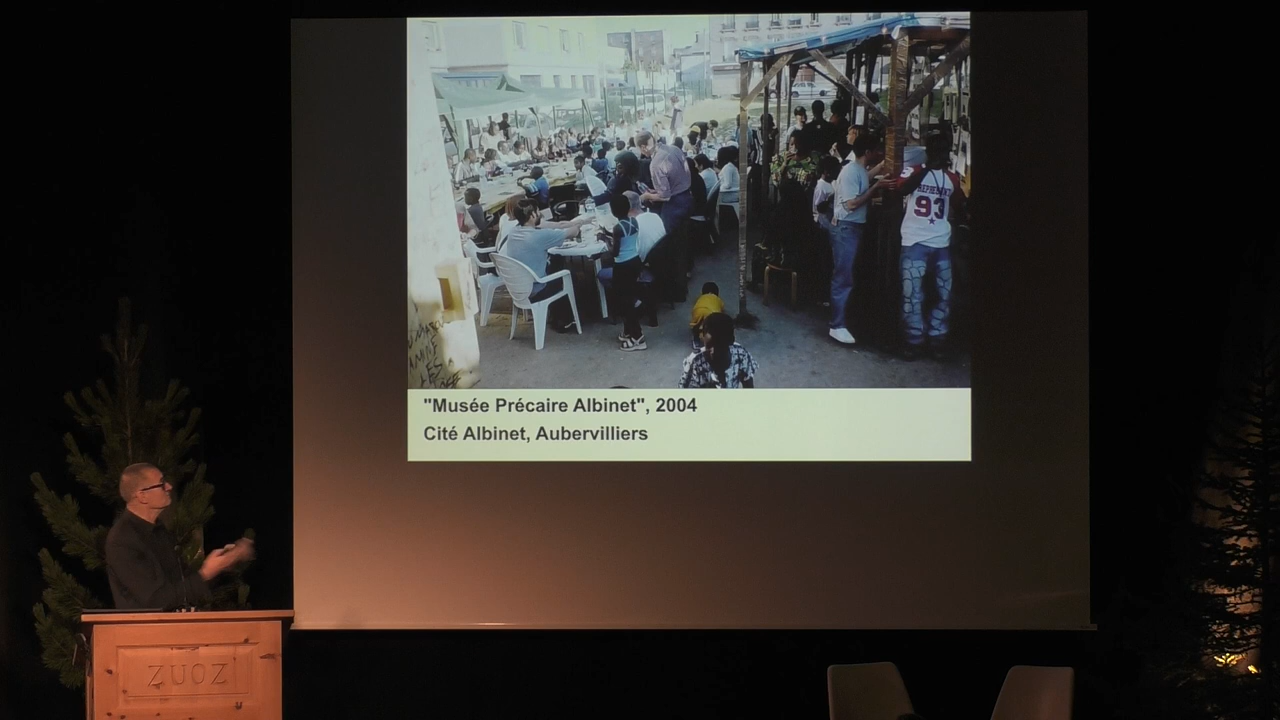 93
"Musée Précaire Albinet", 2004
Cité Albinet, Aubervilliers
ZUOZ